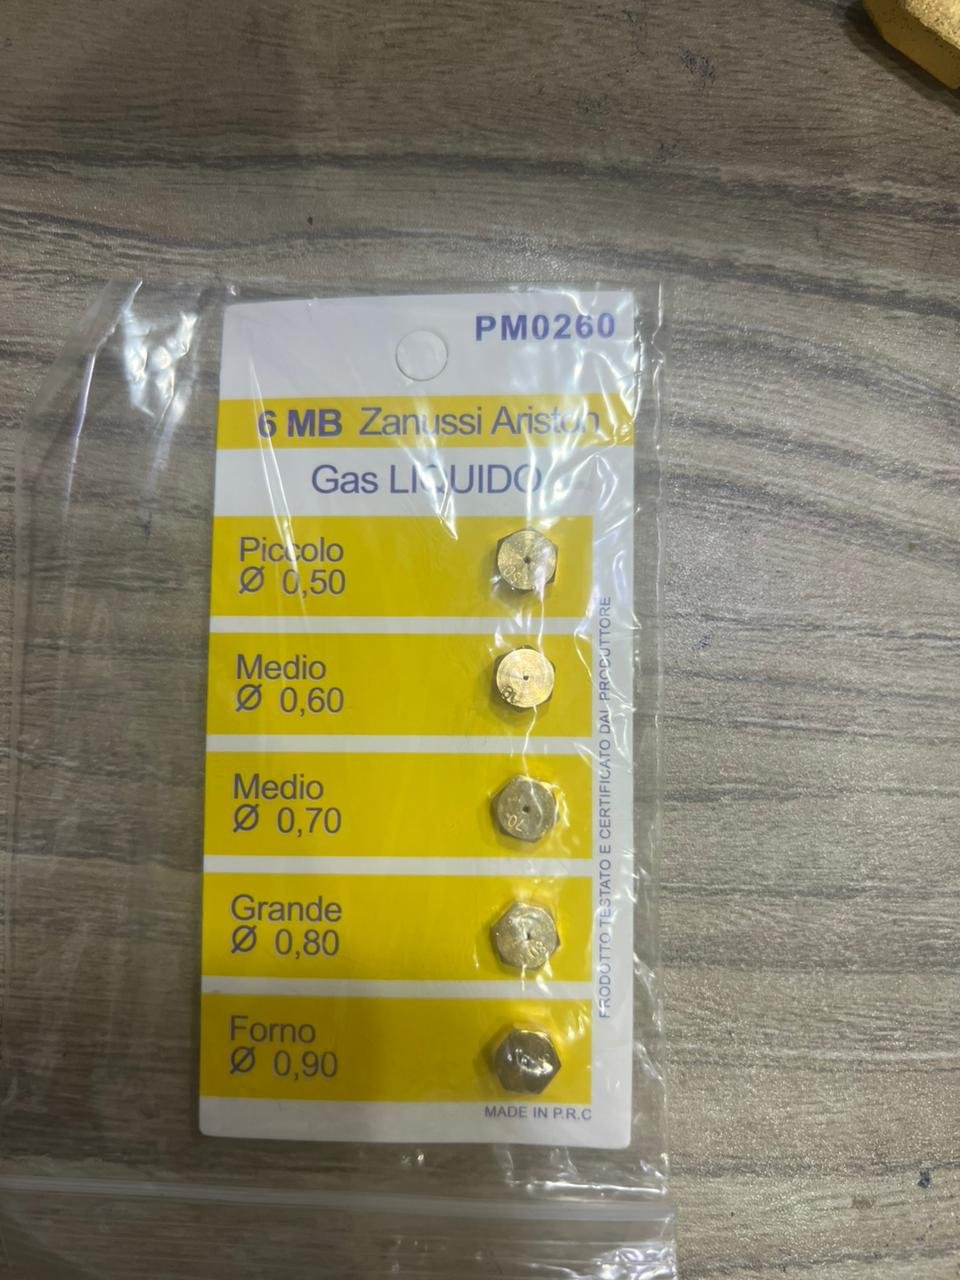 PM0260
6 MB Zanussi Ariston
Gas LIQUIDO
Piccolo
Ø 0,50
Medio
Ø 0,60
Medio
Ø 0,70
70
Grande
Ø 0,80
Forno
Ø 0,90
PRODOTTO TESTATO E CERTIFICATO DAL PRODUTTORE
MADE IN P.R.C